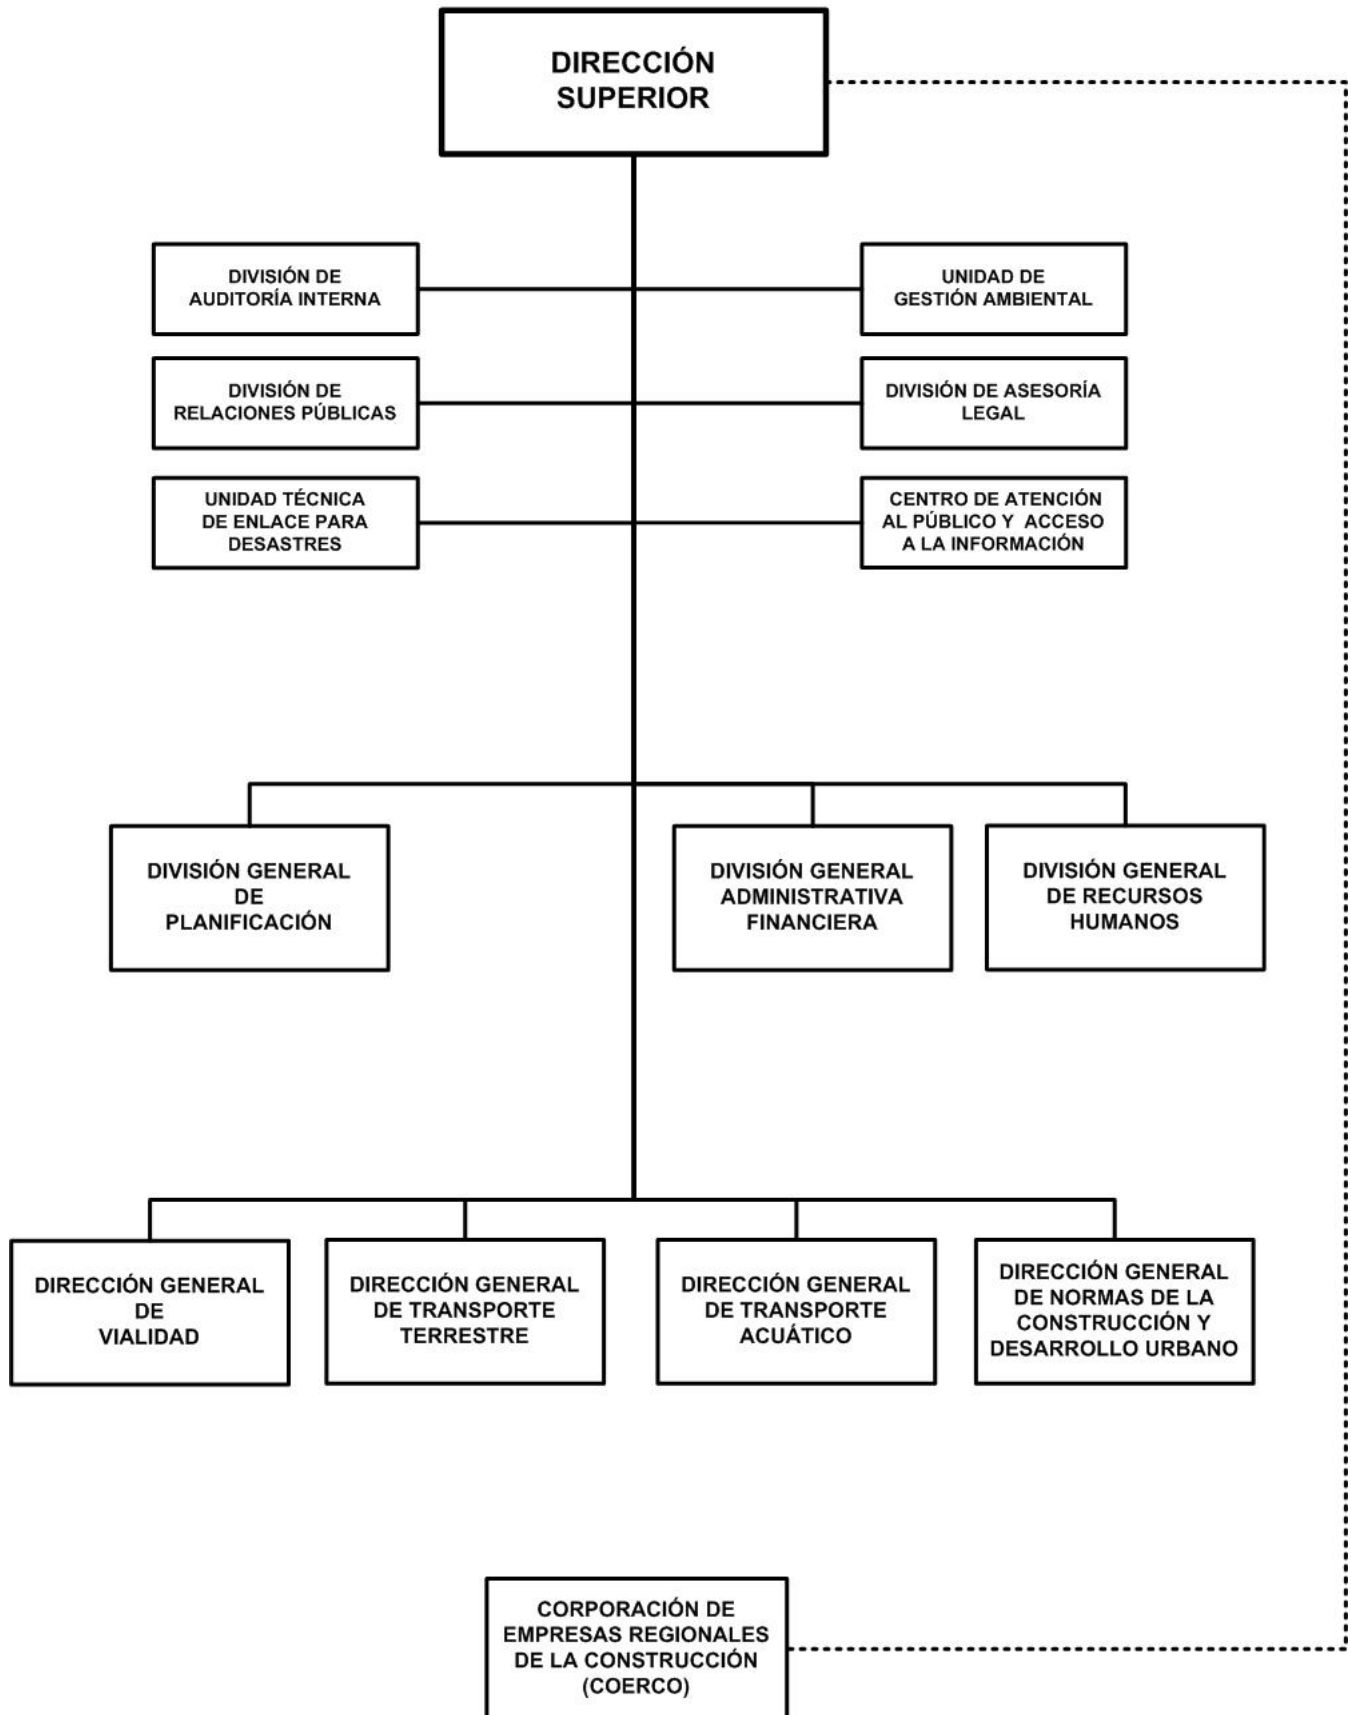 DIRECCIÓN
SUPERIOR
DIVISIÓN DE
AUDITORÍA INTERNA
UNIDAD DE
GESTIÓN AMBIENTAL
DIVISIÓN DE
RELACIONES PÚBLICAS
DIVISIÓN DE ASESORÍA
LEGAL
UNIDAD TÉCNICA
DE ENLACE PARA
DESASTRES
CENTRO DE ATENCIÓN
AL PÚBLICO Y ACCESO
A LA INFORMACIÓN
DIVISIÓN GENERAL
DE
PLANIFICACIÓN
DIVISIÓN GENERAL
ADMINISTRATIVA
FINANCIERA
DIVISIÓN GENERAL
DE RECURSOS
HUMANOS
DIRECCIÓN GENERAL
DE
VIALIDAD
DIRECCIÓN GENERAL
DE TRANSPORTE
TERRESTRE
DIRECCIÓN GENERAL
DE TRANSPORTE
ACUÁTICO
DIRECCIÓN GENERAL
DE NORMAS DE LA
CONSTRUCCIÓN Y
DESARROLLO URBANO
CORPORACIÓN DE
EMPRESAS REGIONALES
DE LA CONSTRUCCIÓN
(COERCO)